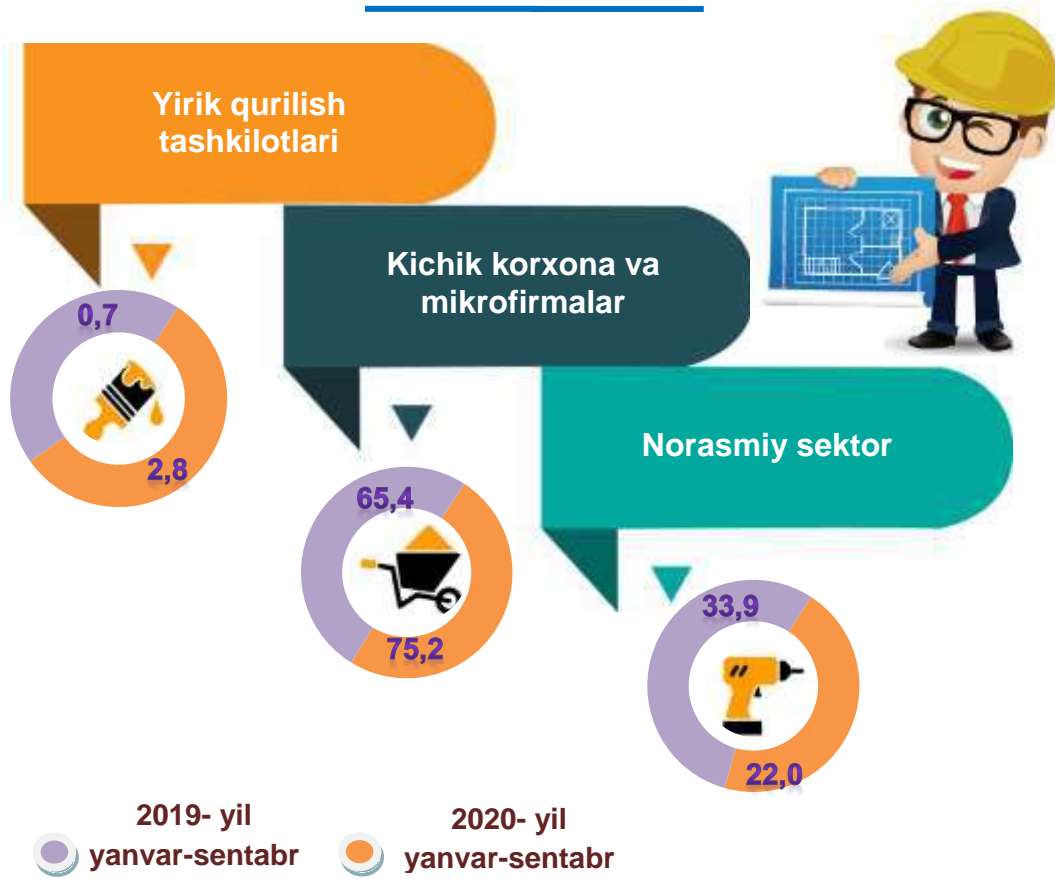 Yirik qurilish
tashkilotlari
Kichik korxona va
mikrofirmalar
Norasmiy sektor
0,7
2,8
65,4
75,2
33,9
22,0
2019- yil
yanvar-sentabr
2020- yil
yanvar-sentabr